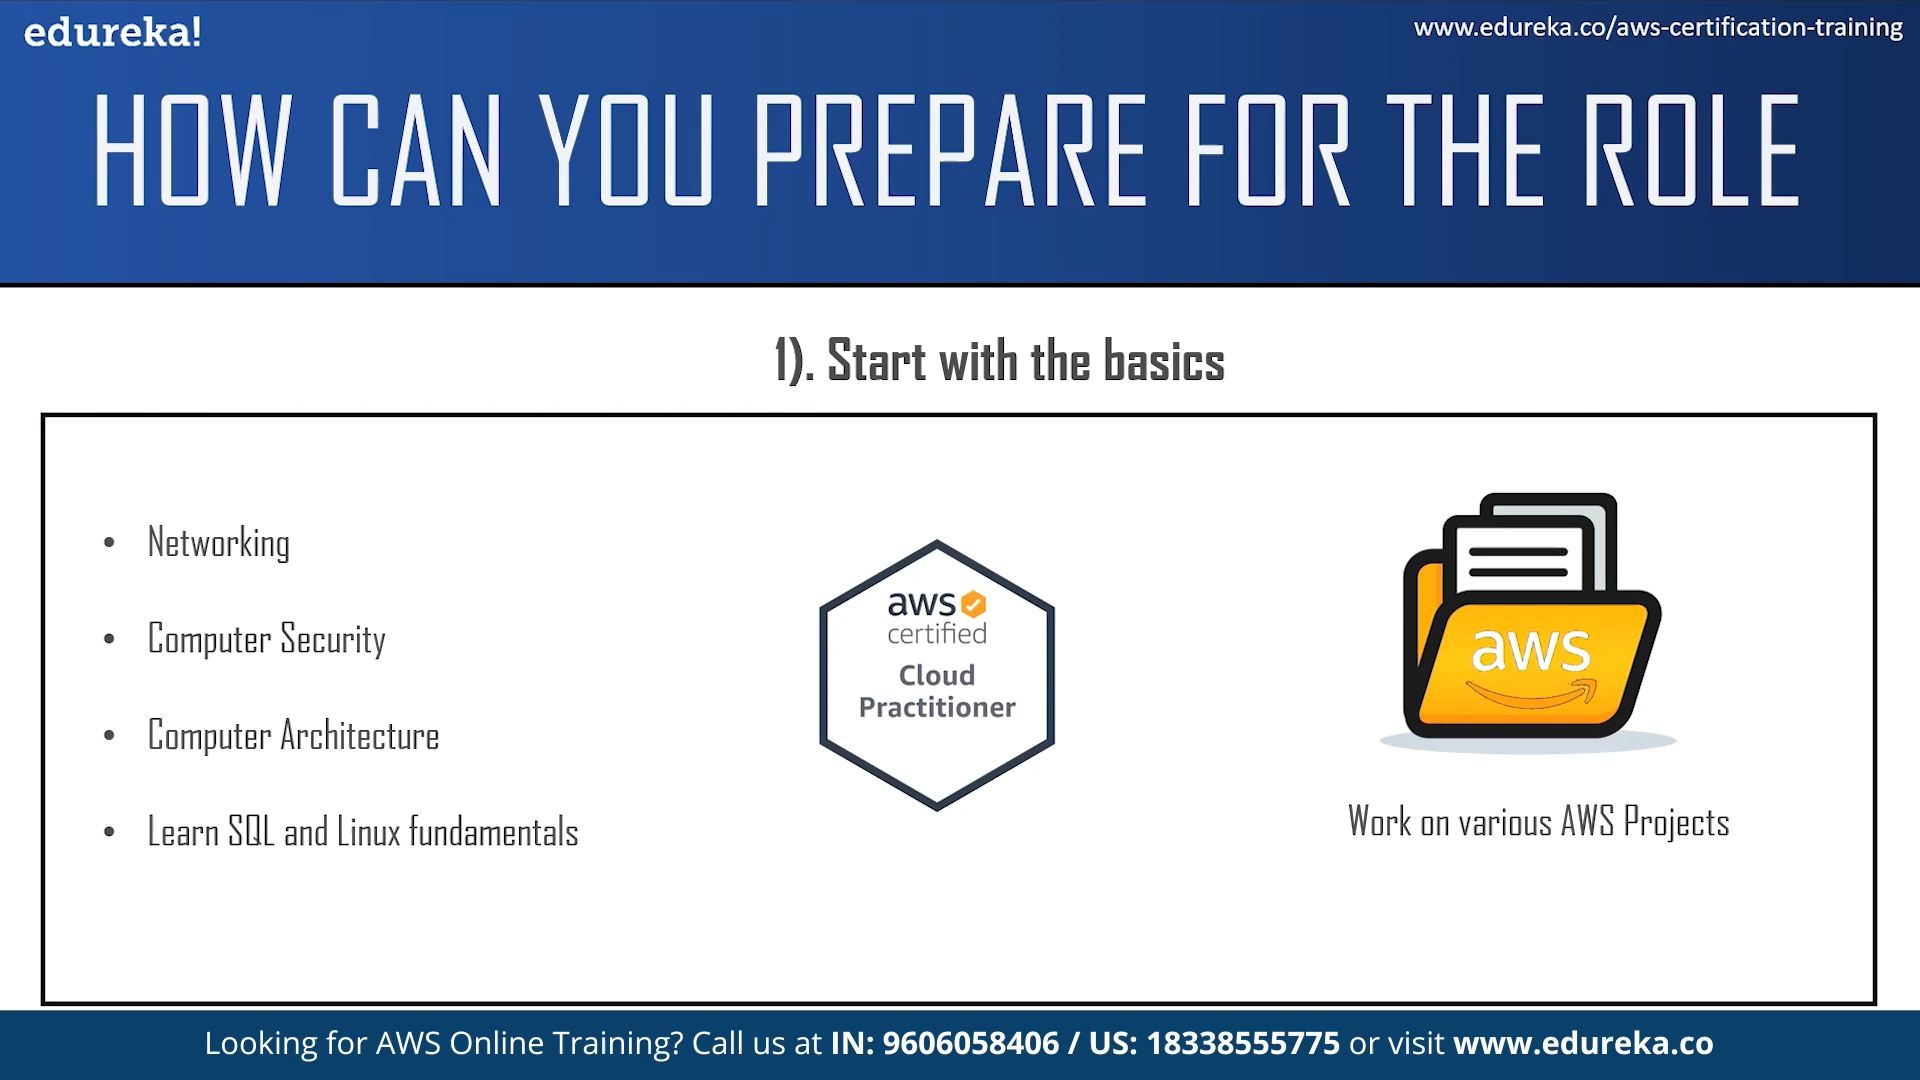 edureka!
www.edureka.co/aws-certification-training
HOW CAN YOU PREPARE FOR THE ROLE
1). Start with the basics
• Networking
• Computer Security
• Computer Architecture
• Learn SQL and Linux fundamentals
aws
certified
Cloud
Practitioner
aws
Work on various AWS Projects
Looking for AWS Online Training? Call us at IN: 9606058406 / US: 18338555775 or visit www.edureka.co